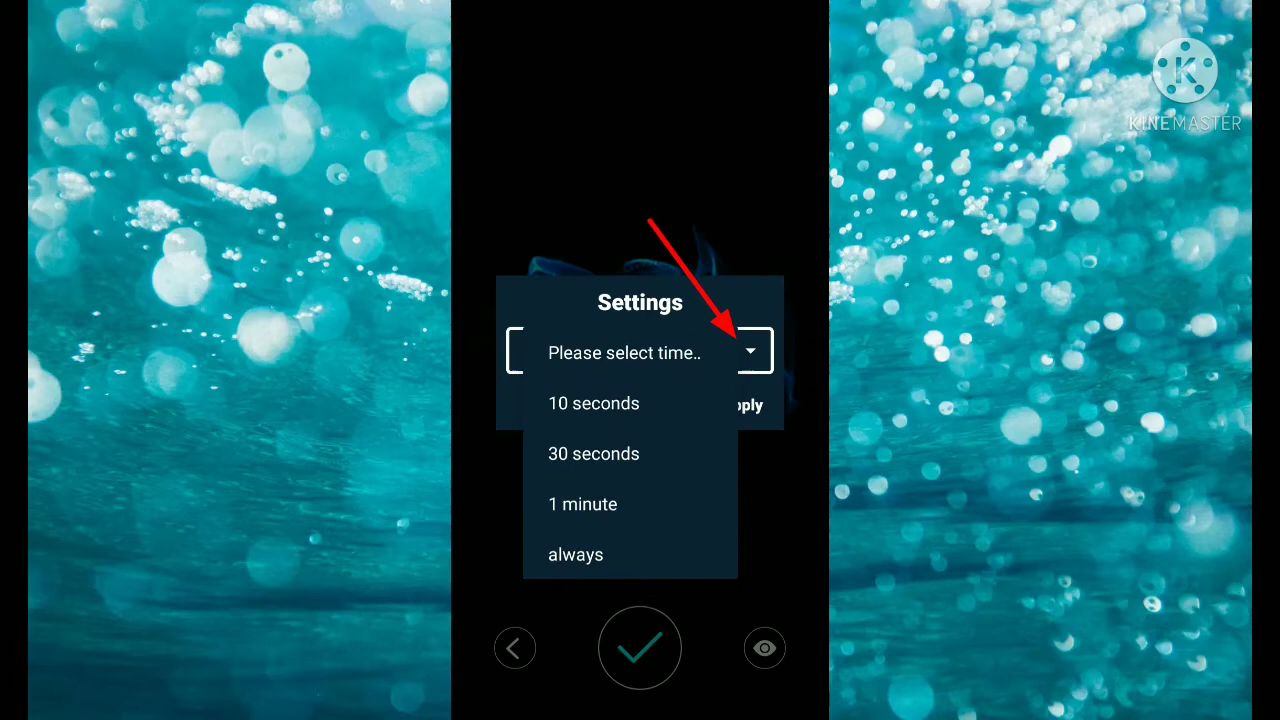 K
KINEMASTER
Settings
Please select time..
10 seconds
pply
30 seconds
1 minute
always